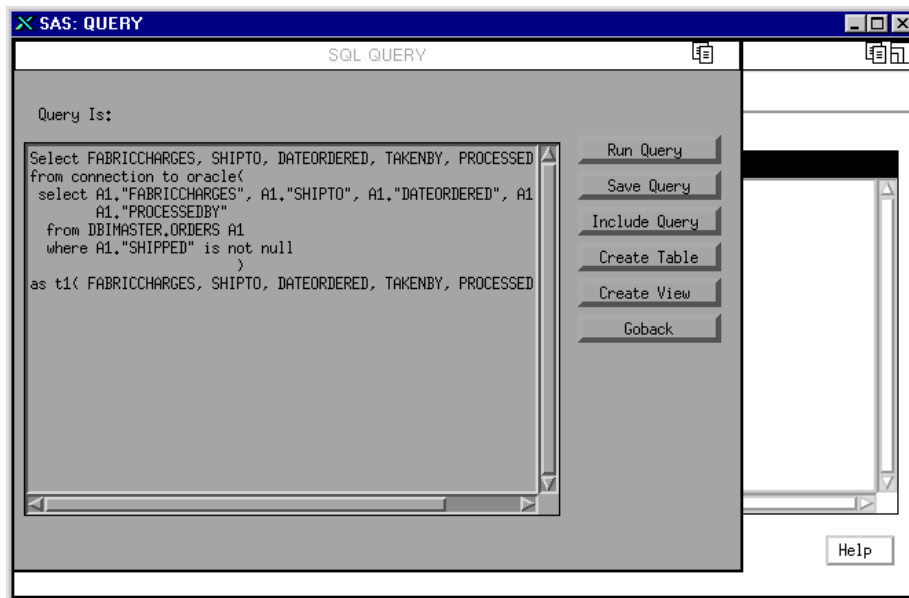 SAS: QUERY
SQL QUERY
Query Is:
Select FABRICCHARGES, SHIPTO, DATEORDERED, TAKENBY, PROCESSED
from connection to oracle(
select A1."FABRICCHARGES", A1."SHIPTO", A1."DATEORDERED", A1
A1."PROCESSEDBY"
from DBIMASTER.ORDERS A1
where A1."SHIPPED" is not null
)
as t1( FABRICCHARGES, SHIPTO, DATEORDERED, TAKENBY, PROCESSED
Run Query
Save Query
Include Query
Create Table
Create View
Goback
Help